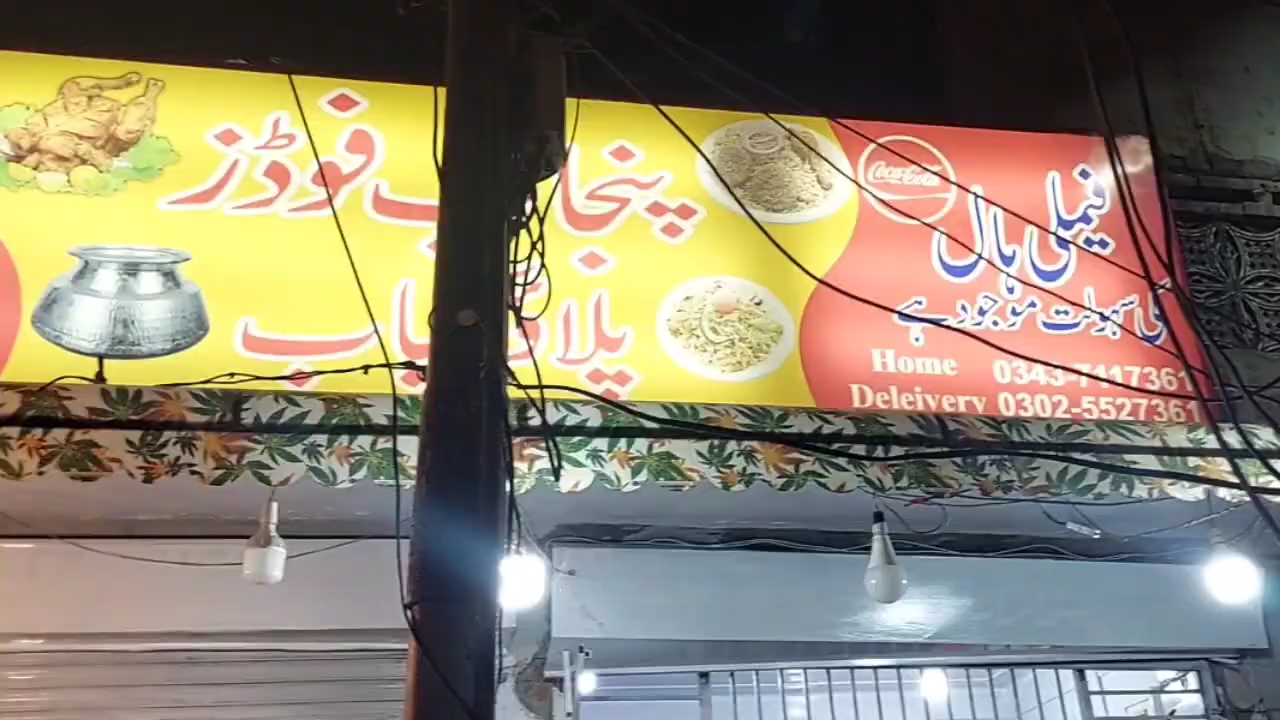 پنجاب فوڈز
پلاؤ کباب
Coca-Cola
فیملی ہال
کی سہولت موجود ہے
Home 0343-7117361
Deleivery 0302-5527361